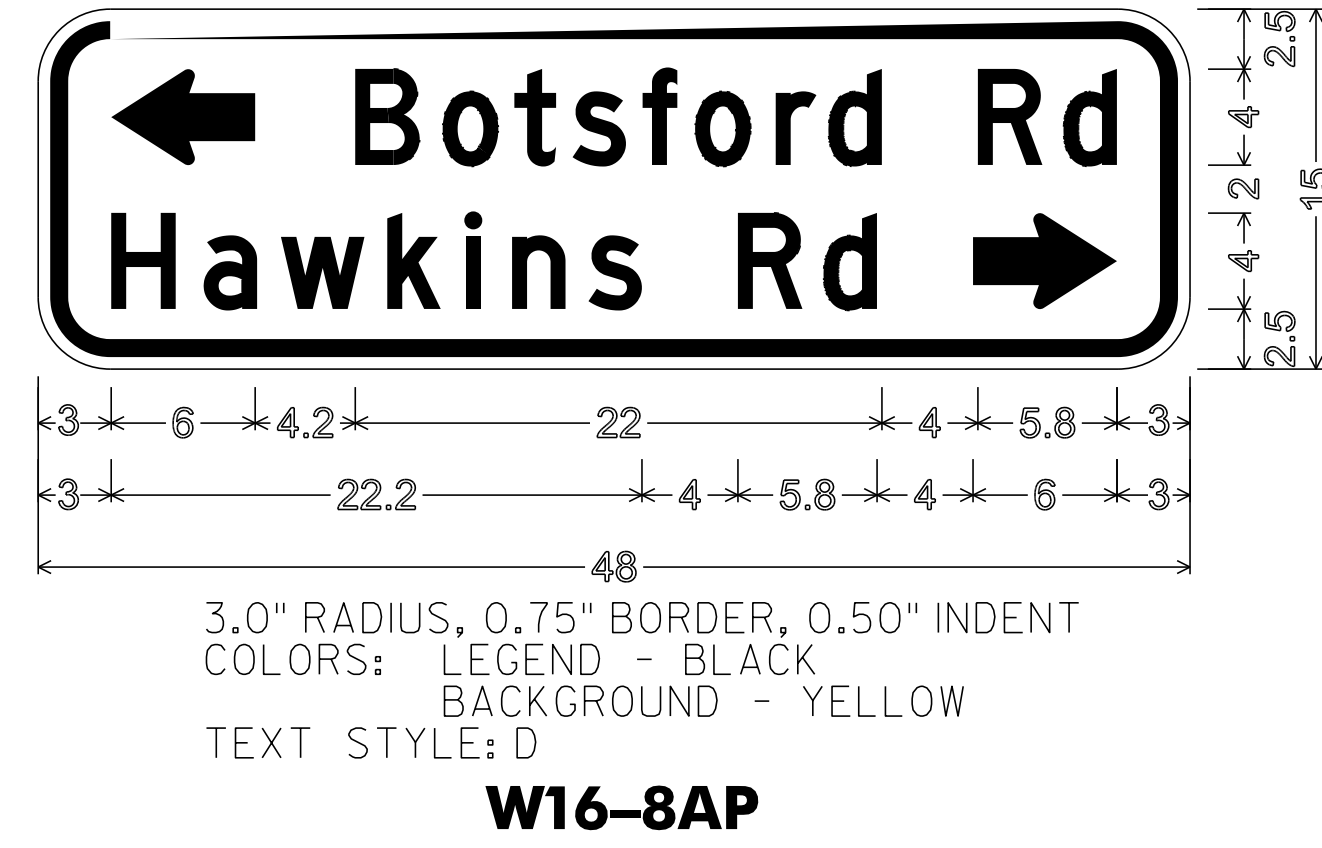 Botsford Rd
Hawkins Rd
2.5
4
2
4
2.5
15
3 6 4.2 22 4 5.8 3
3 22.2 4 5.8 4 6 3
48
3.0" RADIUS, 0.75" BORDER, 0.50" INDENT
COLORS: LEGEND - BLACK
BACKGROUND - YELLOW
TEXT STYLE: D
W16–8AP